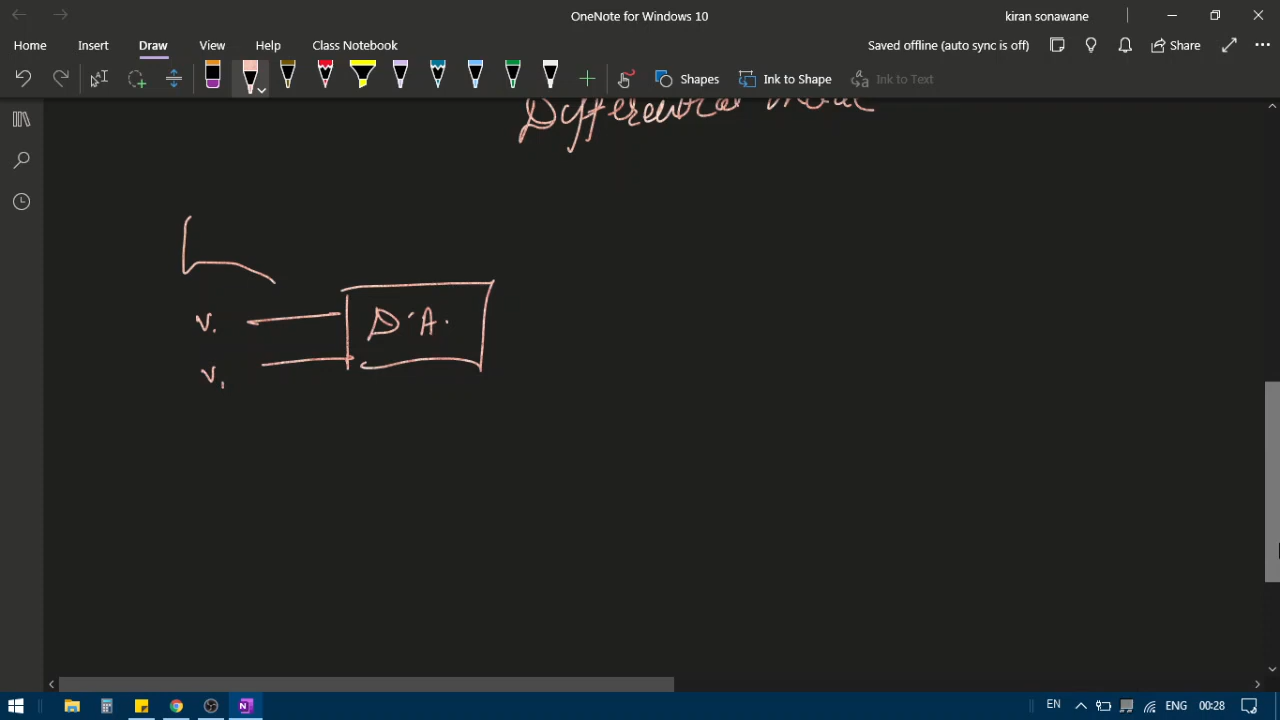 OneNote for Windows 10
kiran sonawane
Home Insert Draw View Help Class Notebook
Saved offline (auto sync is off) Share
Shapes Ink to Shape Ink to Text
Differential mode
V.
D.A.
V,
EN ENG 00:28